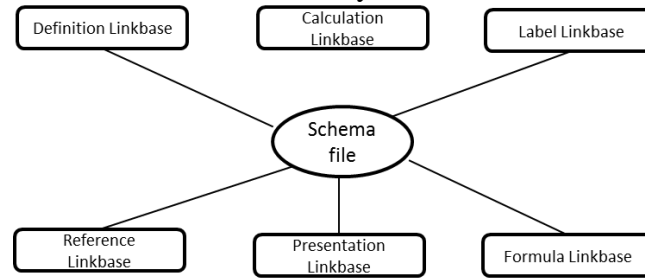 Definition Linkbase
Calculation
Linkbase
Label Linkbase
Schema
file
Reference
Linkbase
Presentation
Linkbase
Formula Linkbase